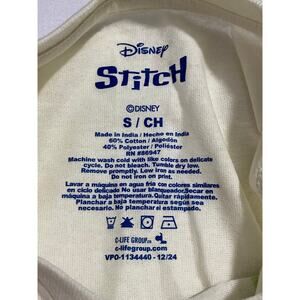 Disney
STITCH
©DISNEY
S / CH
Made in India / Hecho en India
60% Cotton / Algodón
40% Polyester / Poliéster
RN #86947
Machine wash cold with like colors on delicate
cycle. Do not bleach. Tumble dry low.
Remove promptly. Low iron as needed.
Do not iron on print.
Lavar a máquina en agua fría con colores similares
en ciclo delicado.No usar blanqueador.Secar en
máquina a baja temperatura.Quitar rápidamente.
Planchar a baja temperatura según sea
necesario. No planchar si estampado.
C-LIFE GROUP LTD
c-lifegroup.com
VPO-1134440 - 12/24